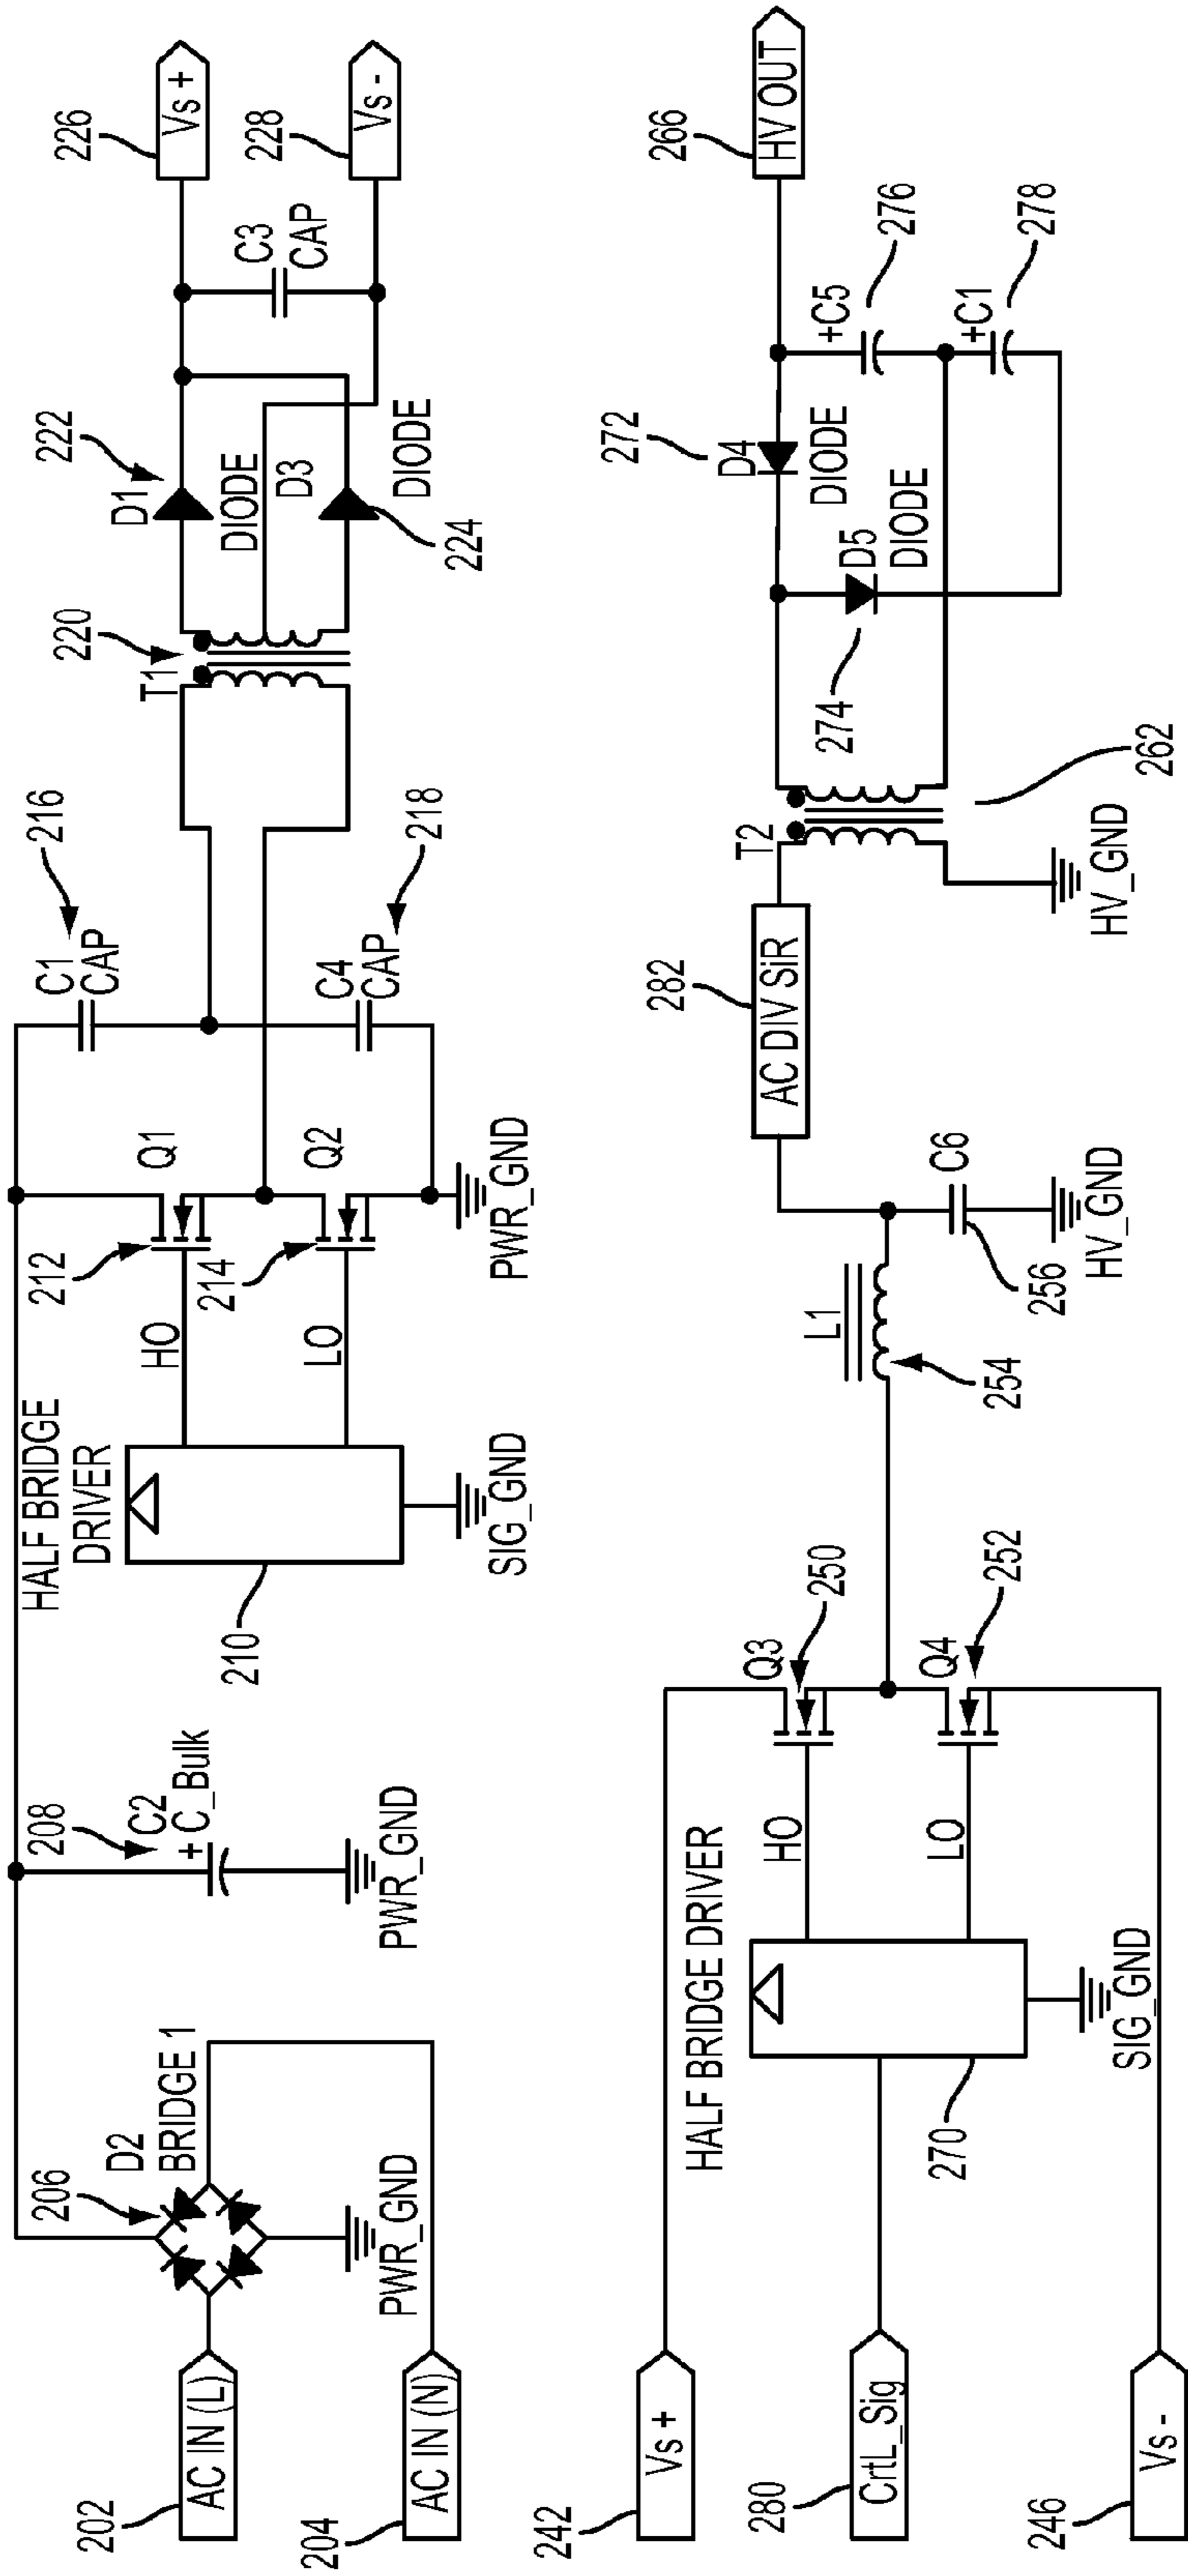 202
AC IN (L)
204
AC IN (N)
206
D2
BRIDGE 1
PWR_GND
208
C2
+ C_Bulk
PWR_GND
HALF BRIDGE
DRIVER
210
SIG_GND
HO
LO
212
Q1
214
Q2
PWR_GND
C1
CAP
216
C4
CAP
218
T1
220
D1
222
DIODE
D3
224
DIODE
C3
CAP
226
Vs +
228
Vs -
242
Vs +
280
CrtL_Sig
246
Vs -
HALF BRIDGE DRIVER
270
SIG_GND
HO
LO
Q3
250
Q4
252
L1
254
C6
256
HV_GND
282
AC DIV SiR
T2
262
HV_GND
D4
272
DIODE
D5
274
DIODE
+C5
276
+C1
278
266
HV OUT